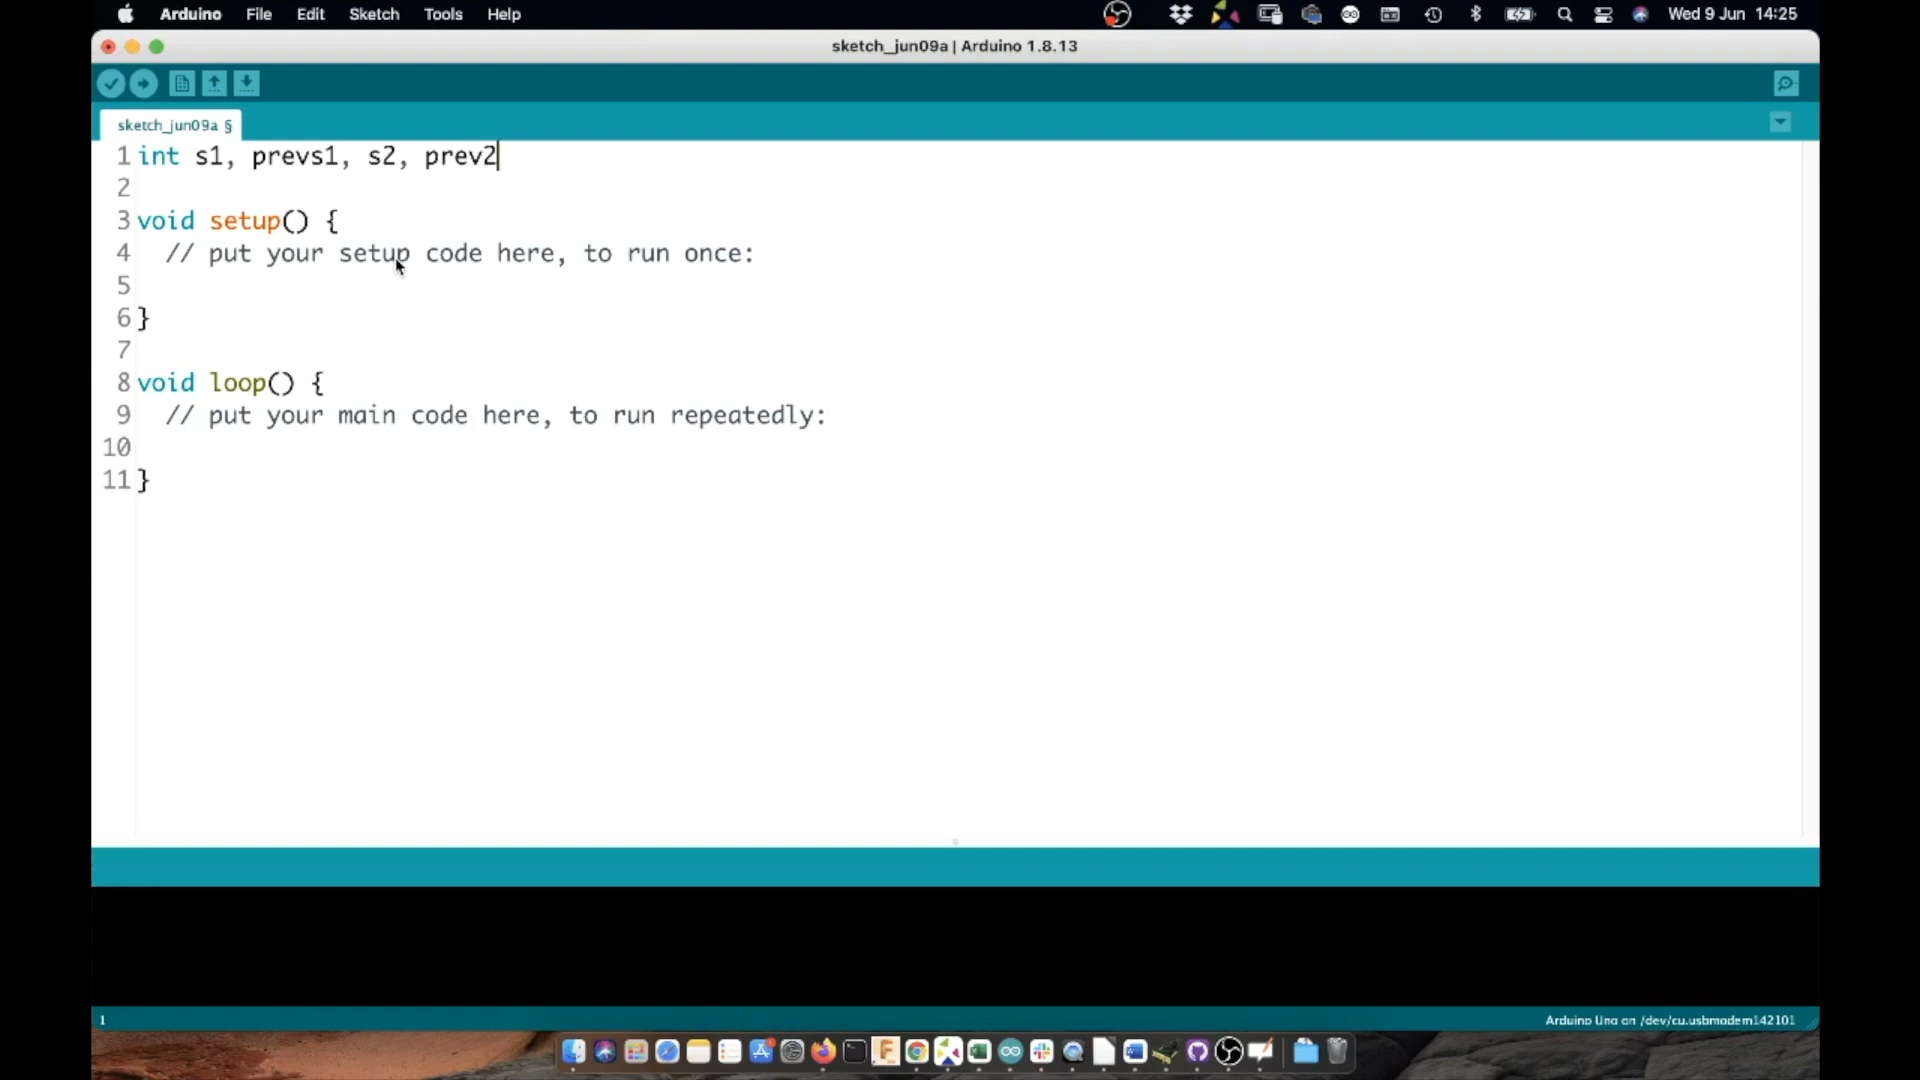 Arduino File Edit Sketch Tools Help Wed 9 Jun 14:25
sketch_jun09a | Arduino 1.8.13
sketch_jun09a §
1 int s1, prevs1, s2, prev2
2
3 void setup() {
4 // put your setup code here, to run once:
5
6 }
7
8 void loop() {
9 // put your main code here, to run repeatedly:
10
11 }
1 Arduino Uno on /dev/cu.usbmodem142101